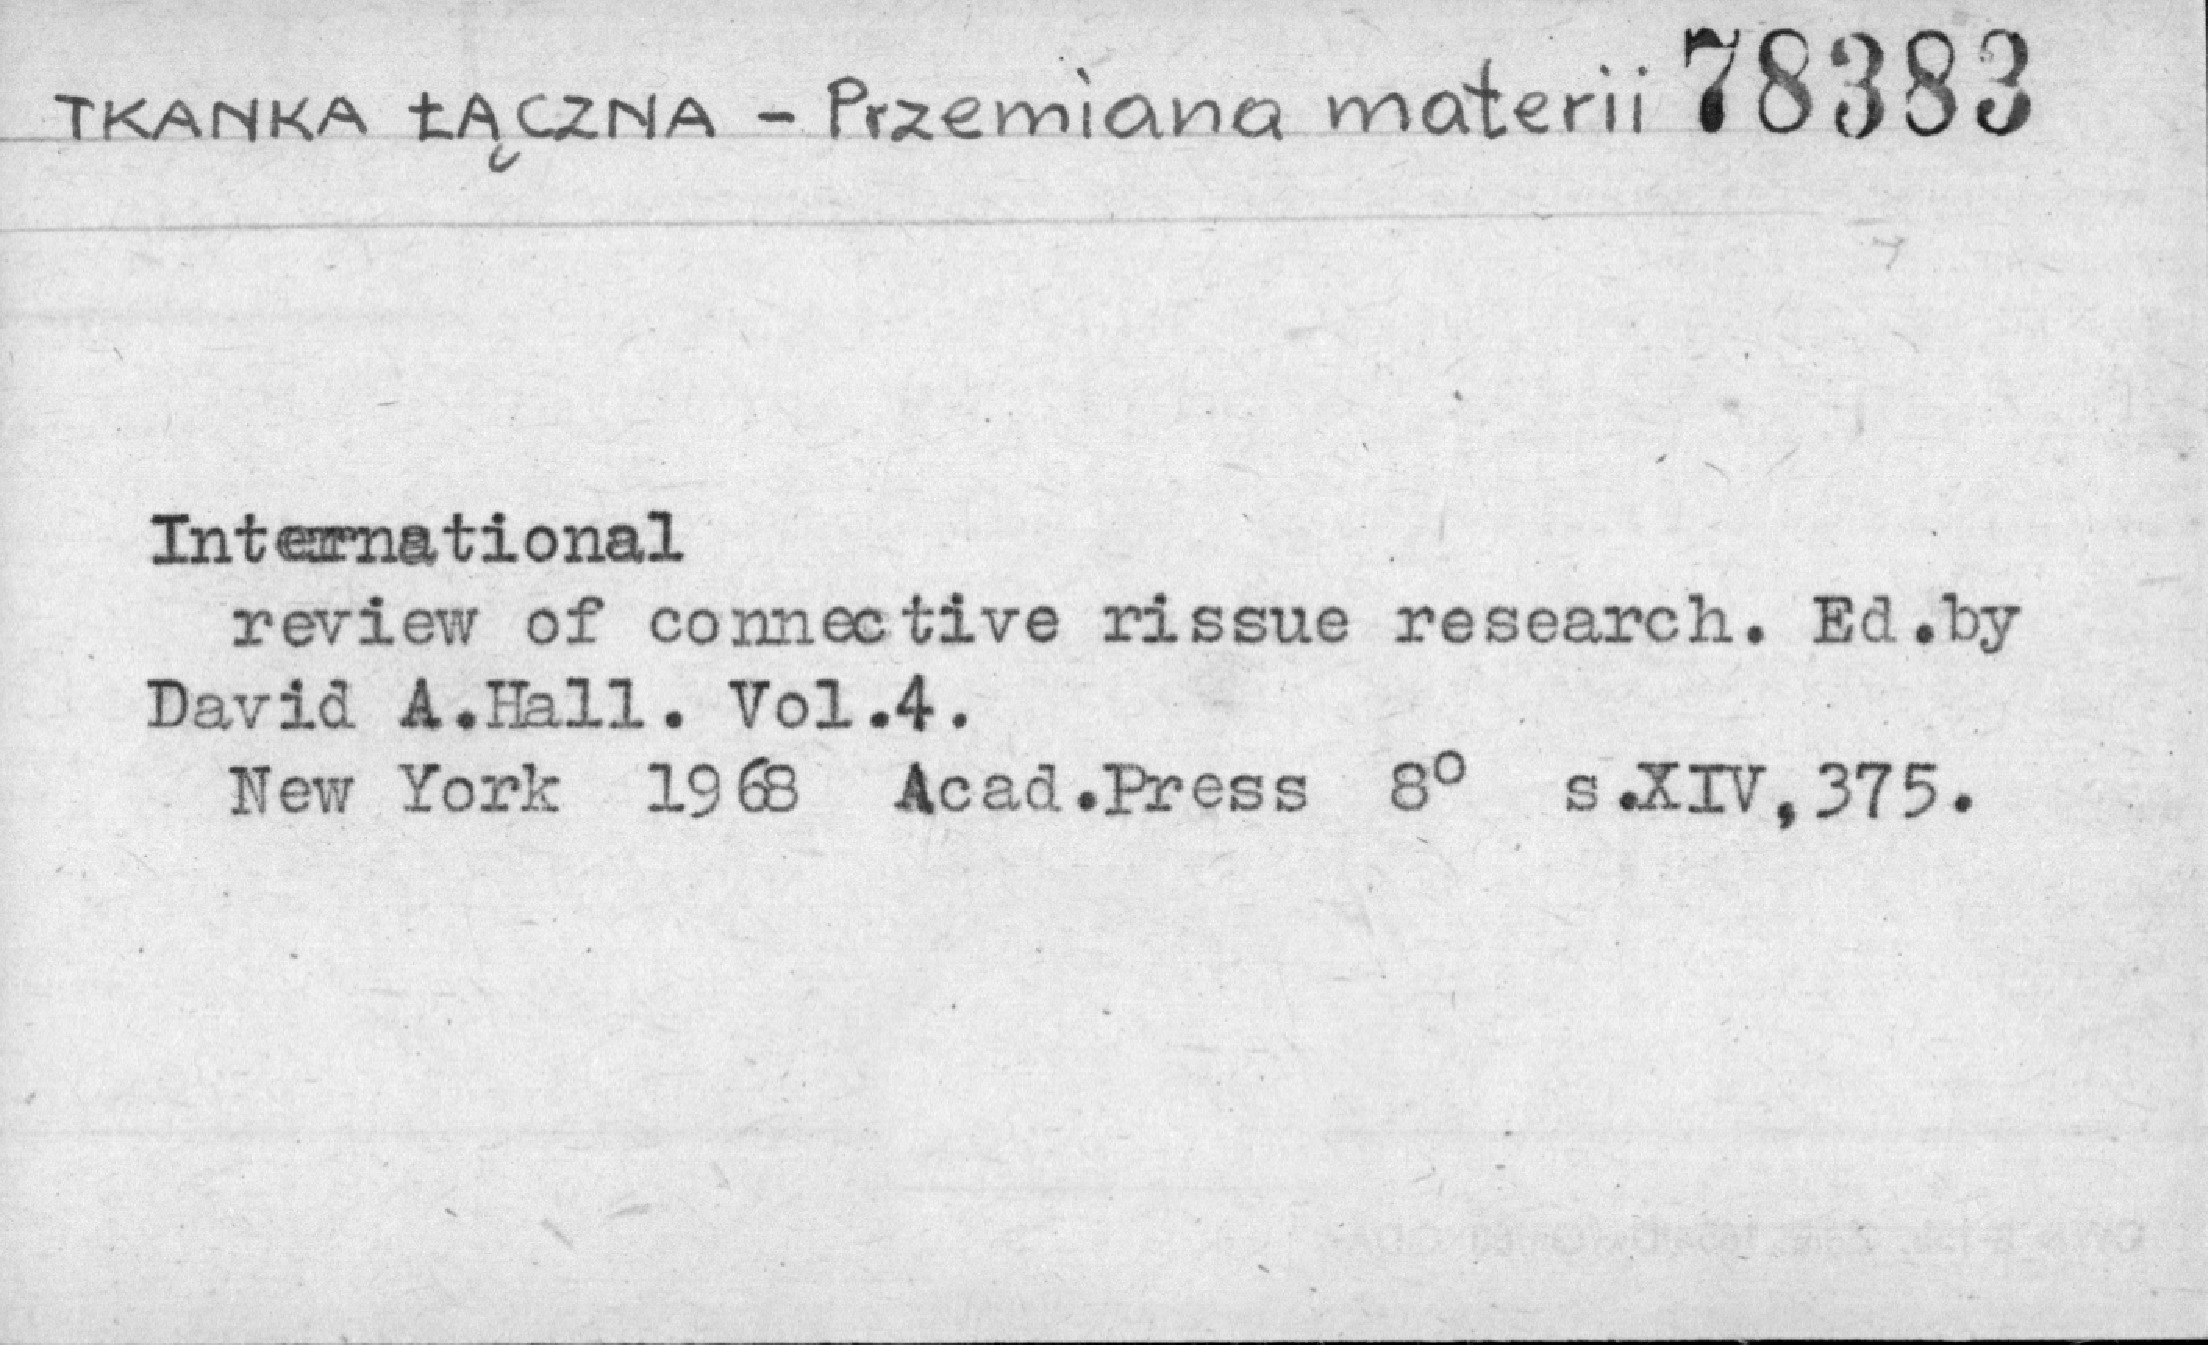 TKANKA ŁĄCZNA - Przemiana materii 78383
International
review of connective rissue research. Ed.by
David A.Hall. Vol.4.
New York 1968 Acad.Press 8° s.XIV,375.